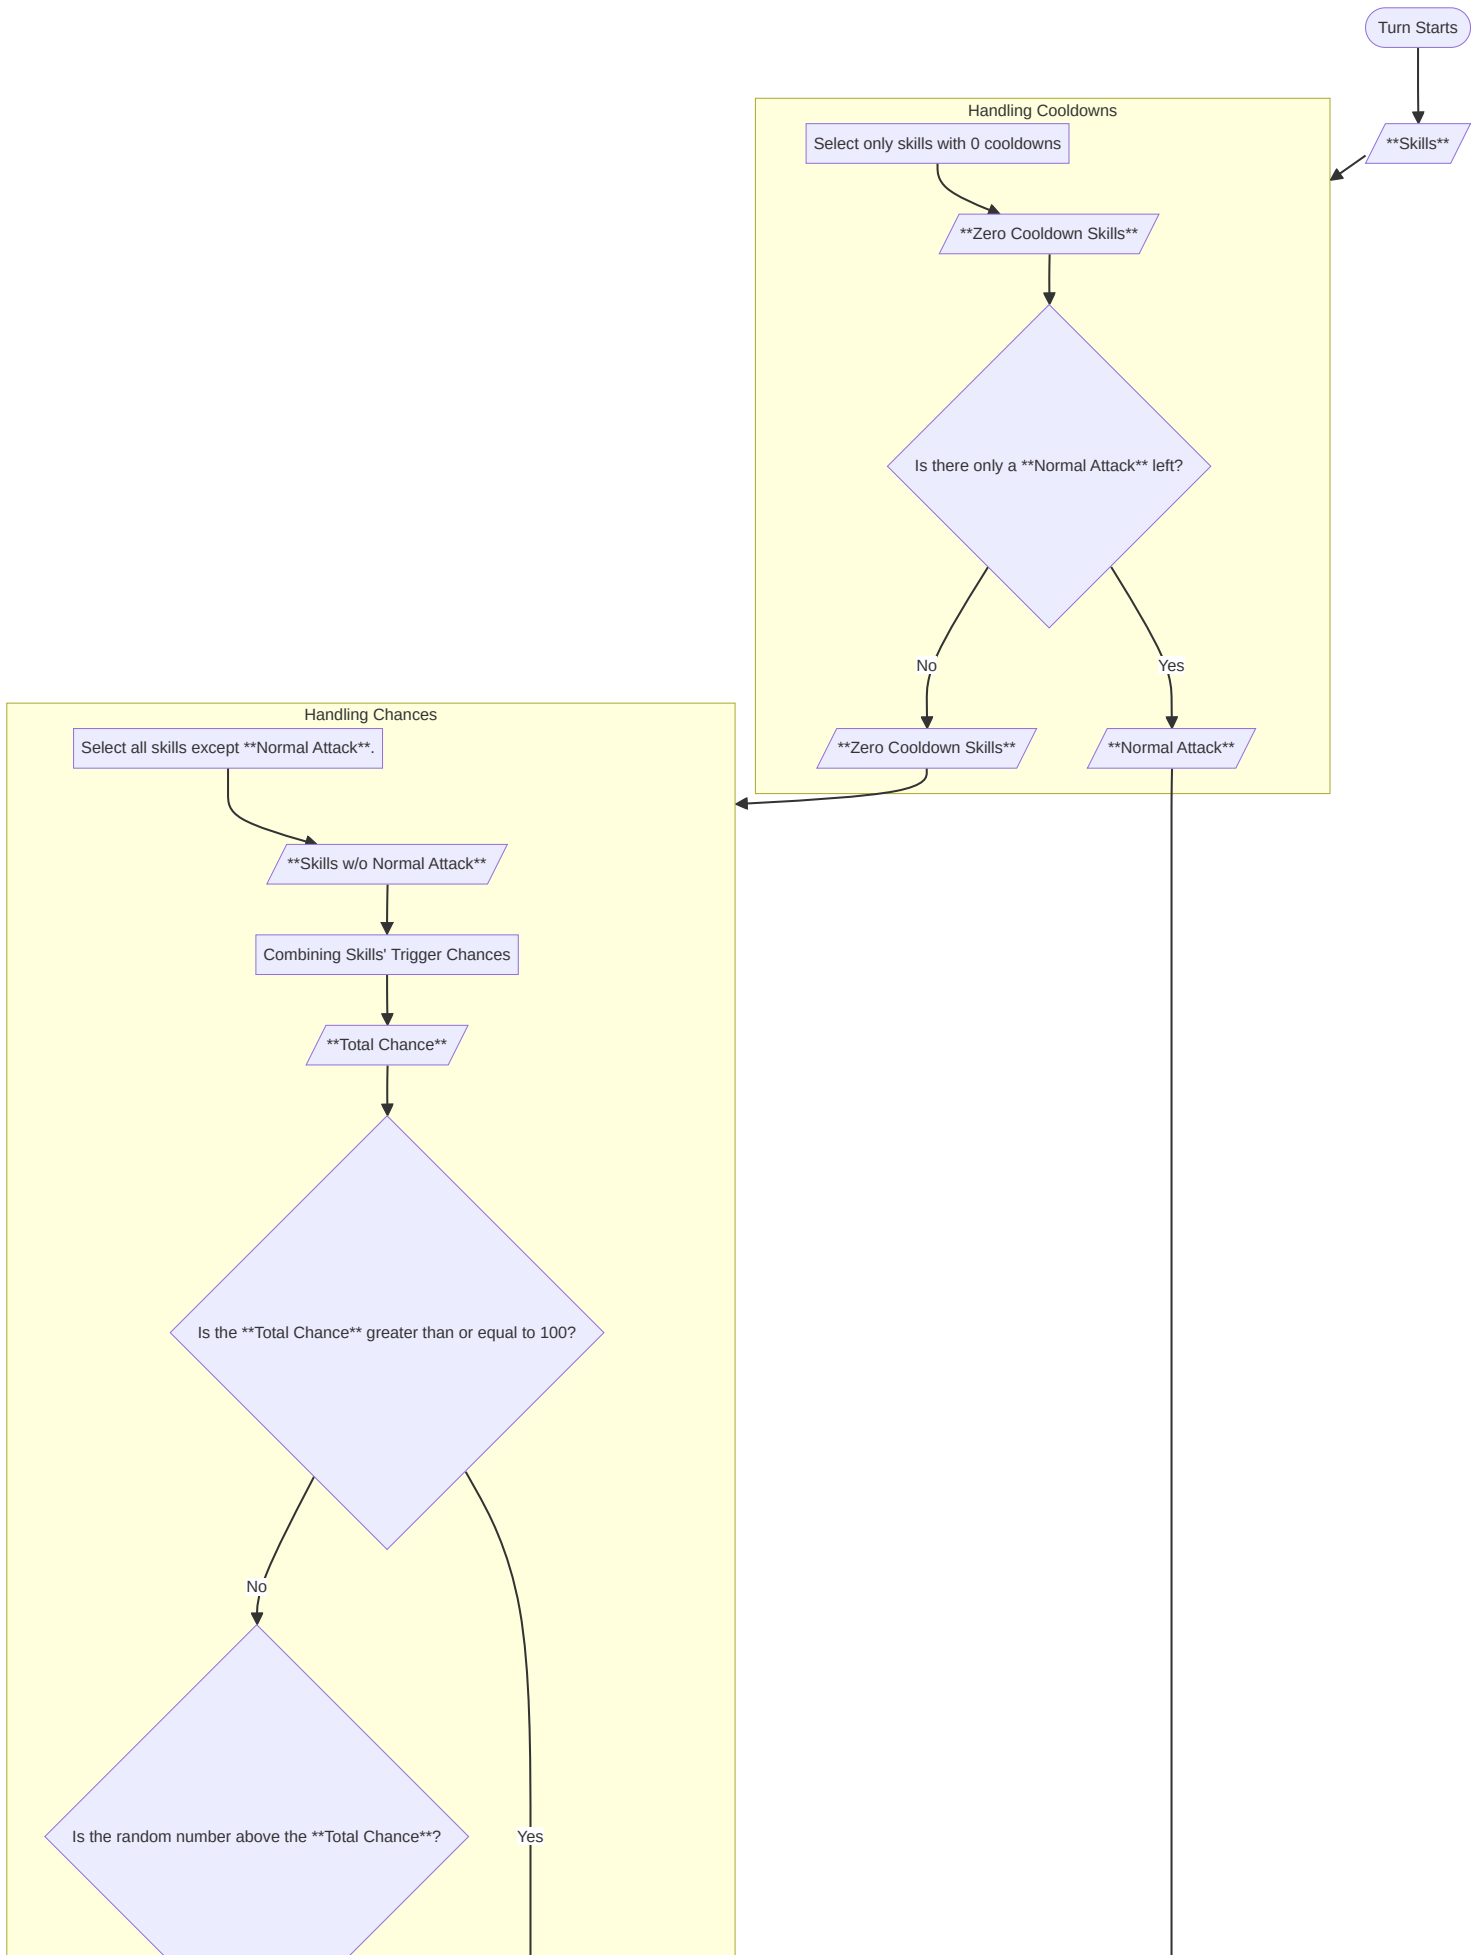 Turn Starts
**Skills**
Handling Cooldowns
Select only skills with 0 cooldowns
**Zero Cooldown Skills**
Is there only a **Normal Attack** left?
No
Yes
**Zero Cooldown Skills**
**Normal Attack**
Handling Chances
Select all skills except **Normal Attack**.
**Skills w/o Normal Attack**
Combining Skills' Trigger Chances
**Total Chance**
Is the **Total Chance** greater than or equal to 100?
No
Is the random number above the **Total Chance**?
Yes